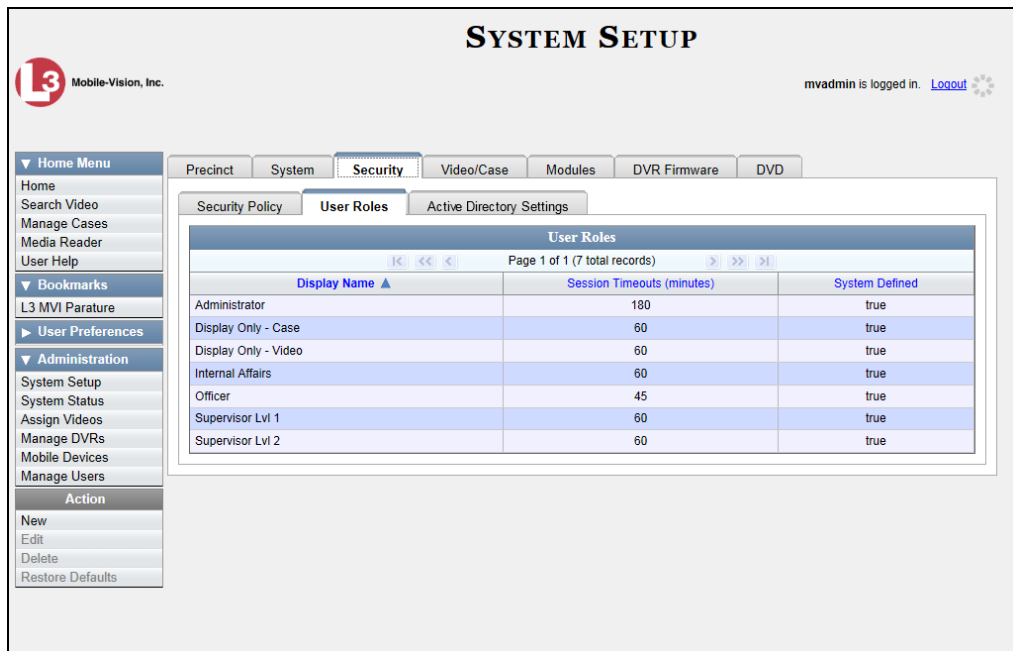 SYSTEM SETUP
L3 Mobile-Vision, Inc.
mvadmin is logged in. Logout
Home Menu
Home
Search Video
Manage Cases
Media Reader
User Help
Bookmarks
L3 MVI Parature
User Preferences
Administration
System Setup
System Status
Assign Videos
Manage DVRs
Mobile Devices
Manage Users
Action
New
Edit
Delete
Restore Defaults
Precinct System Security Video/Case Modules DVR Firmware DVD
Security Policy User Roles Active Directory Settings
User Roles
Page 1 of 1 (7 total records)
Display Name Session Timeouts (minutes) System Defined
Administrator 180 true
Display Only - Case 60 true
Display Only - Video 60 true
Internal Affairs 60 true
Officer 45 true
Supervisor Lvl 1 60 true
Supervisor Lvl 2 60 true